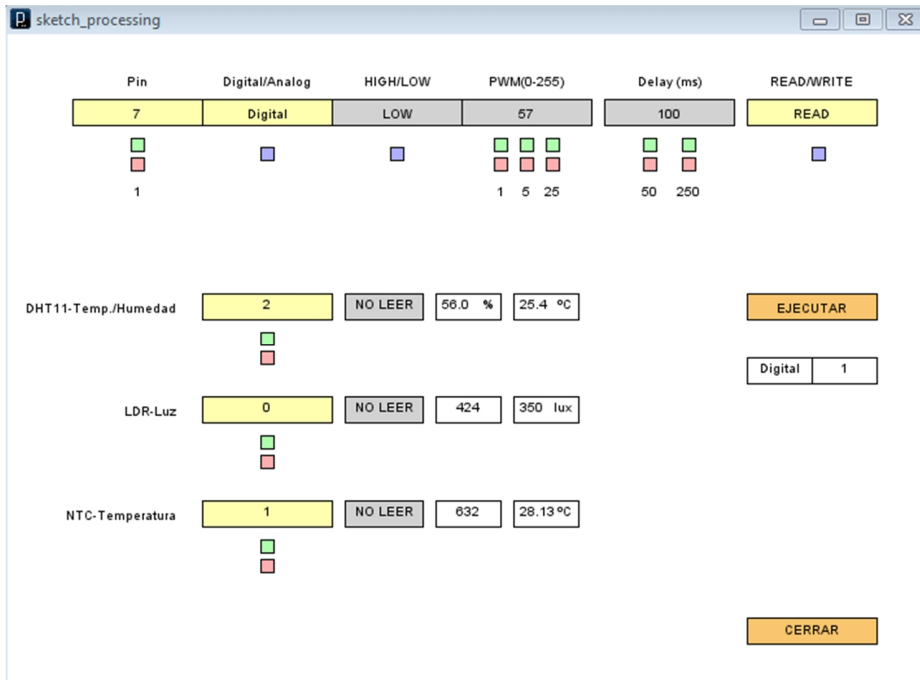 sketch_processing
Pin Digital/Analog HIGH/LOW PWM(0-255) Delay (ms) READ/WRITE
7 Digital LOW 57 100 READ
1 1 5 25 50 250
DHT11-Temp./Humedad 2 NO LEER 56.0 % 25.4 ºC EJECUTAR
Digital 1
LDR-Luz 0 NO LEER 424 350 lux
NTC-Temperatura 1 NO LEER 632 28.13 ºC
CERRAR